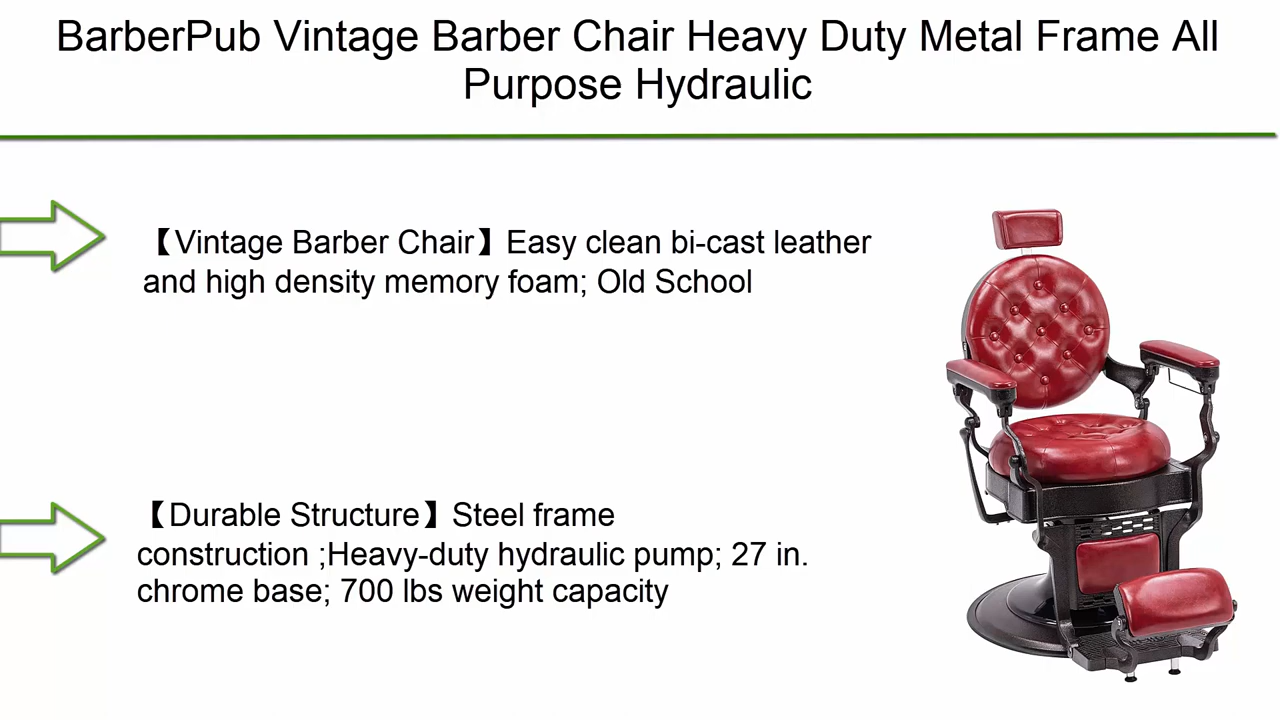 BarberPub Vintage Barber Chair Heavy Duty Metal Frame All
Purpose Hydraulic
【Vintage Barber Chair】Easy clean bi-cast leather
and high density memory foam; Old School
【Durable Structure】Steel frame
construction ;Heavy-duty hydraulic pump; 27 in.
chrome base; 700 lbs weight capacity